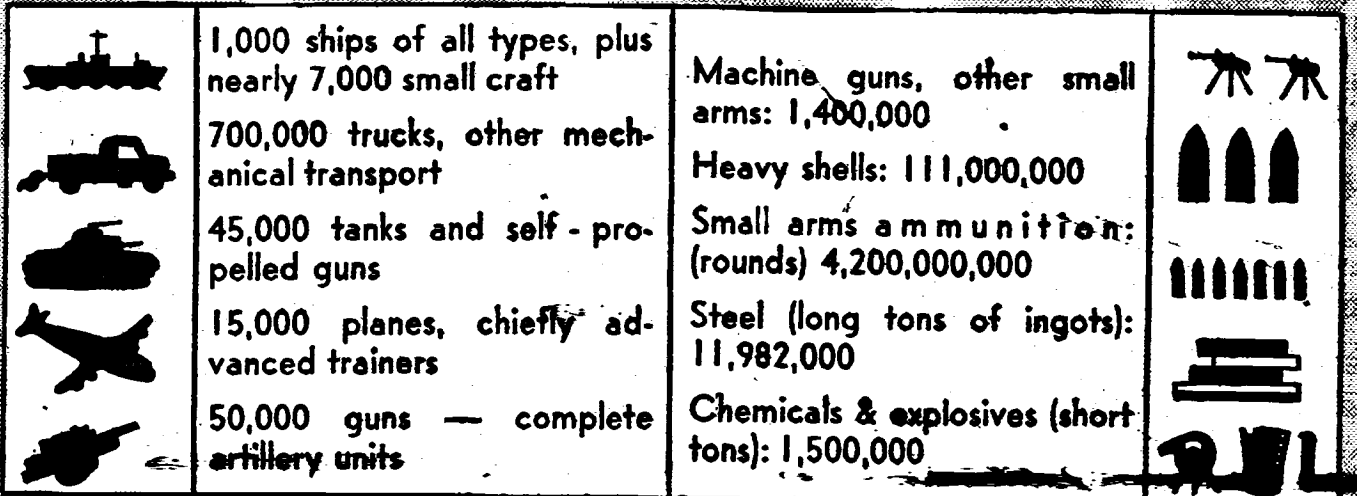 1,000 ships of all types, plus
nearly 7,000 small craft
700,000 trucks, other mech-
anical transport
45,000 tanks and self - pro-
pelled guns
15,000 planes, chiefly ad-
vanced trainers
50,000 guns — complete
artillery units
Machine guns, other small
arms: 1,400,000
Heavy shells: 111,000,000
Small arms ammunition:
(rounds) 4,200,000,000
Steel (long tons of ingots):
11,982,000
Chemicals & explosives (short
tons): 1,500,000